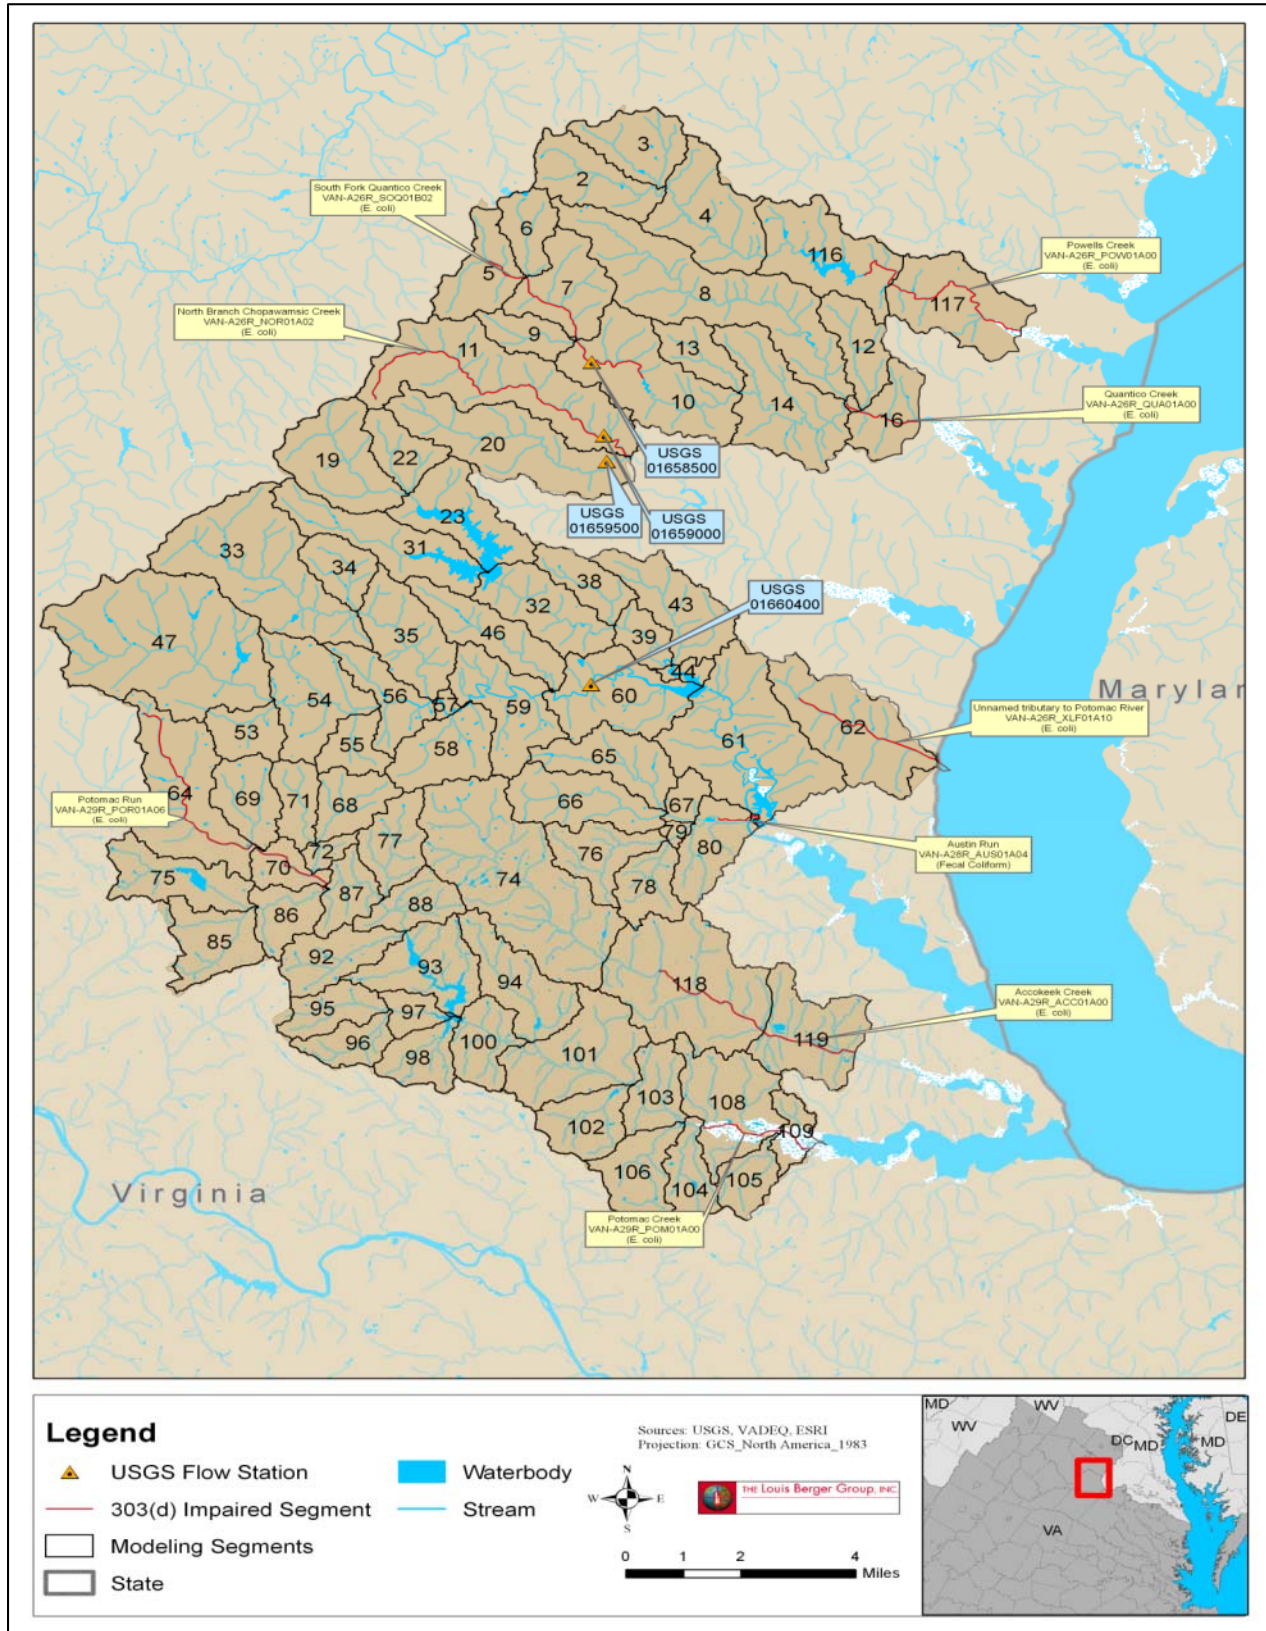 3
2
South Fork Quantico Creek
VAN-A26R_SOQ01B02
(E. coli)
6
4
116
5
7
Powells Creek
VAN-A26R_POW01A00
(E. coli)
8
117
North Branch Chopawamsic Creek
VAN-A26R_NOR01A02
(E. coli)
9
11
13
12
10
14
Quantico Creek
VAN-A26R_QUA01A00
(E. coli)
16
20
19
22
USGS
01658500
23
USGS
01659500
USGS
01659000
33
31
34
38
32
43
USGS
01660400
47
35
46
39
44
Marylan
54
56
57
59
60
Unnamed tributary to Potomac River
VAN-A26R_XLF01A10
(E. coli)
53
55
58
61
62
65
64
69
71
68
66
67
Potomac Run
VAN-A29R_POR01A06
(E. coli)
79
80
77
72
76
Austin Run
VAN-A28R_AUS01A04
(Fecal Coliform)
70
75
74
78
87
88
86
85
92
93
94
118
Accokeek Creek
VAN-A29R_ACC01A00
(E. coli)
95
97
96
98
100
101
119
103
108
102
109
106
104
105
Virginia
Potomac Creek
VAN-A29R_POM01A00
(E. coli)
Legend
USGS Flow Station
303(d) Impaired Segment
Modeling Segments
State
Waterbody
Stream
Sources: USGS, VADEQ, ESRI
Projection: GCS_North America_1983
N
W
E
S
THE Louis Berger Group, INC.
0 1 2 4
Miles
MD
WV
WV
DE
DC
MD
MD
VA